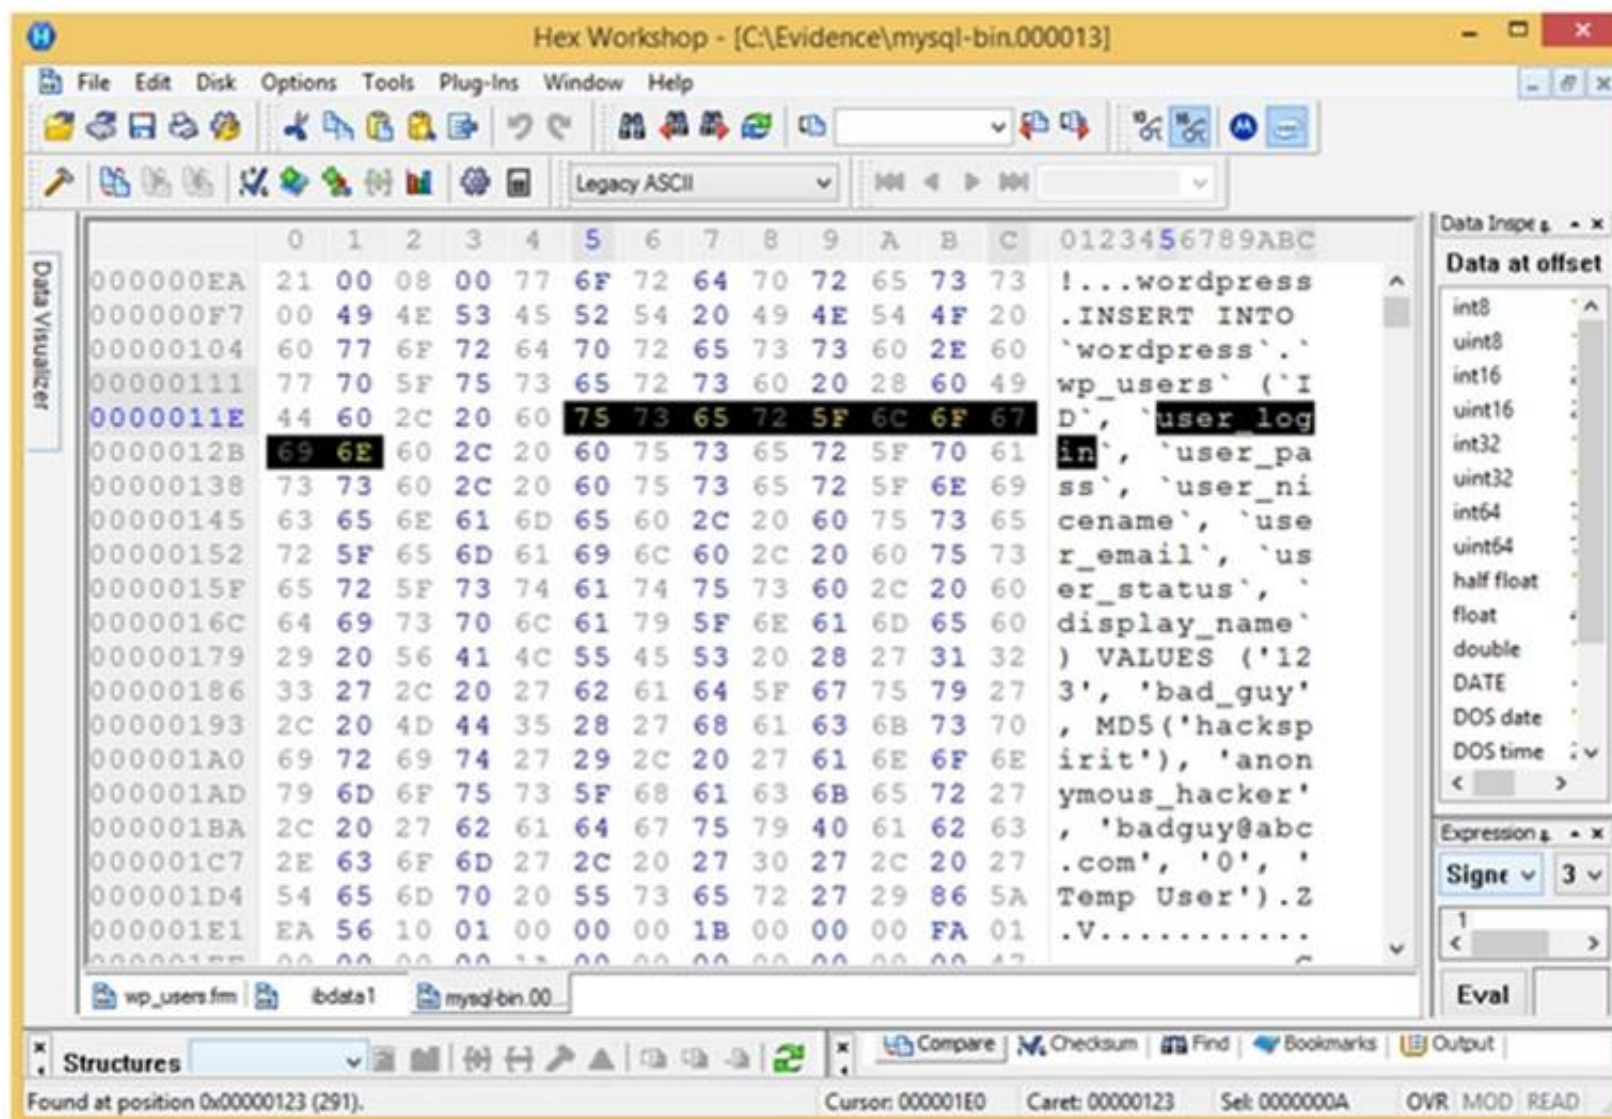 Hex Workshop - [C:\Evidence\mysql-bin.000013]
File Edit Disk Options Tools Plug-Ins Window Help
Legacy ASCII
Data Visualizer
0 1 2 3 4 5 6 7 8 9 A B C 0123456789ABC
000000EA 21 00 08 00 77 6F 72 64 70 72 65 73 73 !...wordpress
000000F7 00 49 4E 53 45 52 54 20 49 4E 54 4F 20 .INSERT INTO
00000104 60 77 6F 72 64 70 72 65 73 73 60 2E 60 `wordpress`.`
00000111 77 70 5F 75 73 65 72 73 60 20 28 60 49 wp_users` (`I
0000011E 44 60 2C 20 60 75 73 65 72 5F 6C 6F 67 D`, `user_log
0000012B 69 6E 60 2C 20 60 75 73 65 72 5F 70 61 in`, `user_pa
00000138 73 73 60 2C 20 60 75 73 65 72 5F 6E 69 ss`, `user_ni
00000145 63 65 6E 61 6D 65 60 2C 20 60 75 73 65 cename`, `use
00000152 72 5F 65 6D 61 69 6C 60 2C 20 60 75 73 r_email`, `us
0000015F 65 72 5F 73 74 61 74 75 73 60 2C 20 60 er_status`, `
0000016C 64 69 73 70 6C 61 79 5F 6E 61 6D 65 60 display_name`
00000179 29 20 56 41 4C 55 45 53 20 28 27 31 32 ) VALUES ('12
00000186 33 27 2C 20 27 62 61 64 5F 67 75 79 27 3', 'bad_guy'
00000193 2C 20 4D 44 35 28 27 68 61 63 6B 73 70 , MD5('hacksp
000001A0 69 72 69 74 27 29 2C 20 27 61 6E 6F 6E irit'), 'anon
000001AD 79 6D 6F 75 73 5F 68 61 63 6B 65 72 27 ymous_hacker'
000001BA 2C 20 27 62 61 64 67 75 79 40 61 62 63 , 'badguy@abc
000001C7 2E 63 6F 6D 27 2C 20 27 30 27 2C 20 27 .com', '0', '
000001D4 54 65 6D 70 20 55 73 65 72 27 29 86 5A Temp User').Z
000001E1 EA 56 10 01 00 00 00 1B 00 00 00 FA 01 .V...........
Data Inspe
Data at offset
int8
uint8
int16
uint16
int32
uint32
int64
uint64
half float
float
double
DATE
DOS date
DOS time
Expression
Signe 3
1
Eval
wp_users.frm ibdata1 mysql-bin.00...
Structures
Compare Checksum Find Bookmarks Output
Found at position 0x00000123 (291). Cursor: 000001E0 Caret: 00000123 Sel: 0000000A OVR MOD READ